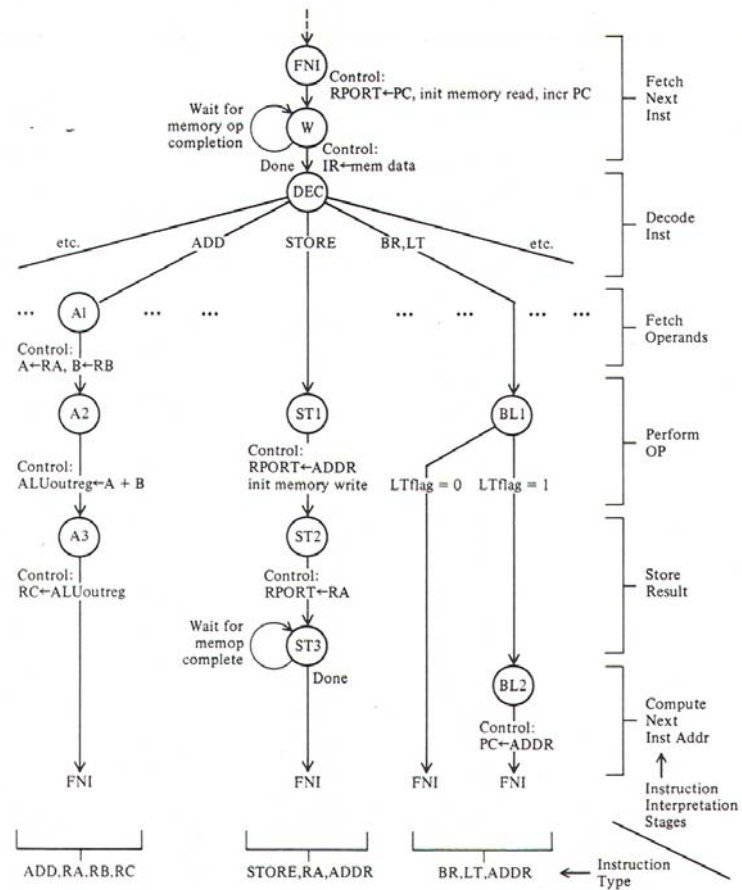 FNI
Control:
RPORT←PC, init memory read, incr PC
Fetch
Next
Inst
Wait for
memory op
completion
W
Control:
Done
IR←mem data
DEC
Decode
Inst
etc.
ADD
STORE
BR,LT
etc.
... A1 ... ...
... ... ... ...
Fetch
Operands
Control:
A←RA, B←RB
A2
ST1
BL1
Perform
OP
Control:
ALUoutreg←A + B
Control:
RPORT←ADDR
init memory write
LTflag = 0
LTflag = 1
A3
ST2
Store
Result
Control:
RC←ALUoutreg
Control:
RPORT←RA
Wait for
memop
complete
ST3
Done
BL2
Control:
PC←ADDR
Compute
Next
Inst Addr
FNI
FNI
FNI
FNI
Instruction
Interpretation
Stages
ADD,RA.RB,RC
STORE,RA,ADDR
BR,LT,ADDR
Instruction
Type